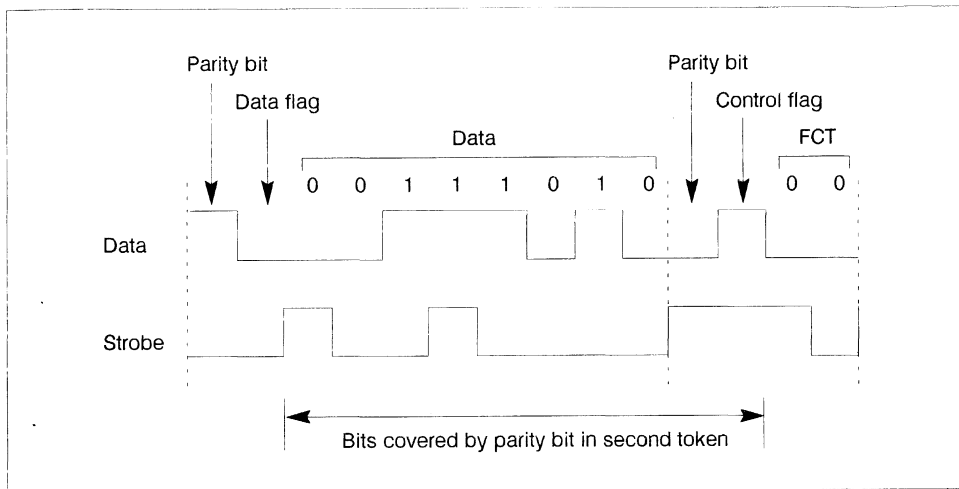 Parity bit
Parity bit
Data flag
Control flag
Data
FCT
0 0 1 1 1 0 1 0
0 0
Data
Strobe
Bits covered by parity bit in second token